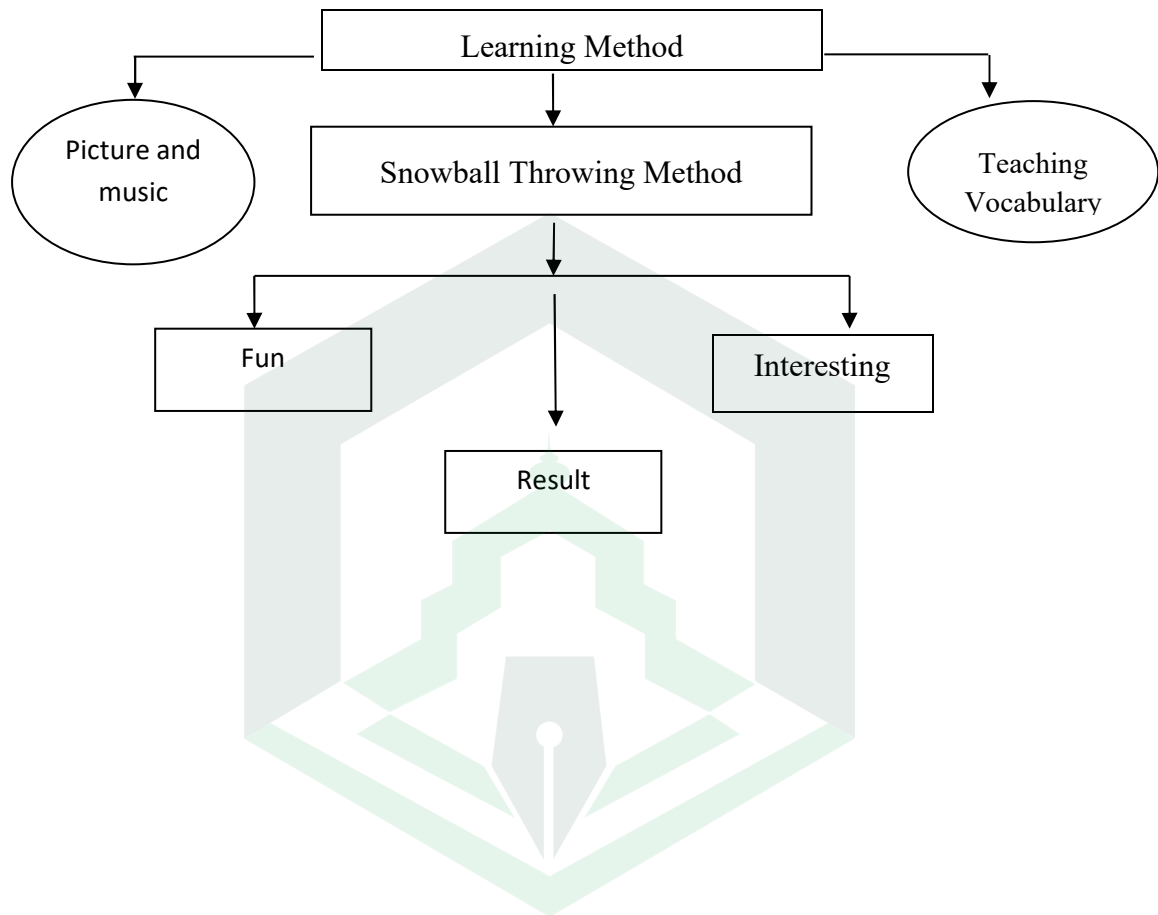 Learning Method
Picture and
music
Snowball Throwing Method
Teaching
Vocabulary
Fun
Interesting
Result